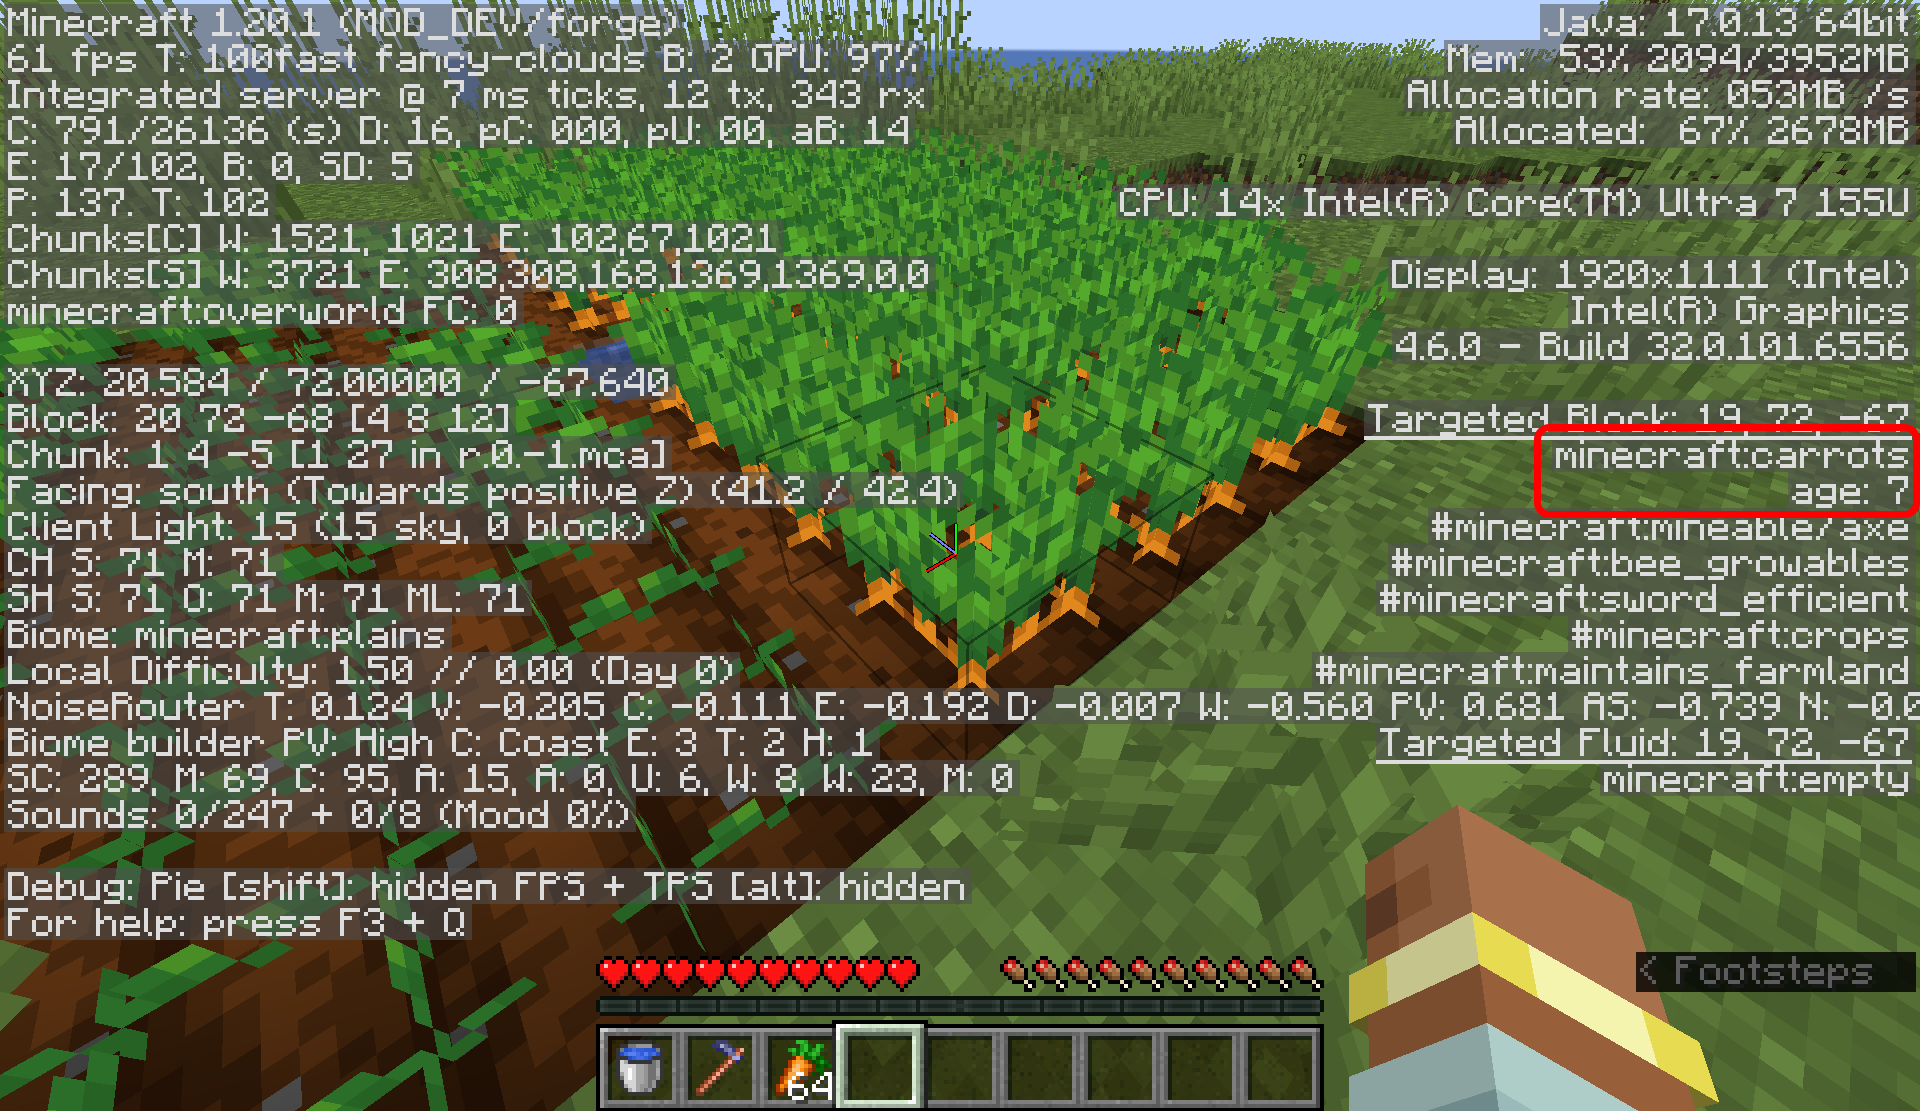 Minecraft 1.20.1 (MOD_DEV/forge)
61 fps T: 100fast fancy-clouds B: 2 GPU: 97%
Integrated server @ 7 ms ticks, 12 tx, 343 rx
C: 791/26136 (s) D: 16, pC: 000, pU: 00, aB: 14
E: 17/102, B: 0, SD: 5
P: 137. T: 102
Chunks[C] W: 1521, 1021 E: 102,67,1021
Chunks[S] W: 3721 E: 308,308,168,1369,1369,0,0
minecraft:overworld FC: 0
XYZ: 20.584 / 72.00000 / -67.640
Block: 20 72 -68 [4 8 12]
Chunk: 1 4 -5 [1 27 in r.0.-1.mca]
Facing: south (Towards positive Z) (41.2 / 42.4)
Client Light: 15 (15 sky, 0 block)
CH S: 71 M: 71
SH S: 71 O: 71 M: 71 ML: 71
Biome: minecraft:plains
Local Difficulty: 1.50 // 0.00 (Day 0)
NoiseRouter T: 0.124 V: -0.205 C: -0.111 E: -0.192 D: -0.007 W: -0.560 PV: 0.681 AS: -0.739 N: -0.0
Biome builder PV: High C: Coast E: 3 T: 2 H: 1
SC: 289, M: 69, C: 95, A: 15, A: 0, U: 6, W: 8, W: 23, M: 0
Sounds: 0/247 + 0/8 (Mood 0%)
Debug: Pie [shift]: hidden FPS + TPS [alt]: hidden
For help: press F3 + Q
Java: 17.0.13 64bit
Mem: 53% 2094/3952MB
Allocation rate: 053MB /s
Allocated: 67% 2678MB
CPU: 14x Intel(R) Core(TM) Ultra 7 155U
Display: 1920x1111 (Intel)
Intel(R) Graphics
4.6.0 - Build 32.0.101.6556
Targeted Block: 19, 72, -67
minecraft:carrots
age: 7
#minecraft:mineable/axe
#minecraft:bee_growables
#minecraft:sword_efficient
#minecraft:crops
#minecraft:maintains_farmland
Targeted Fluid: 19, 72, -67
minecraft:empty
< Footsteps
64